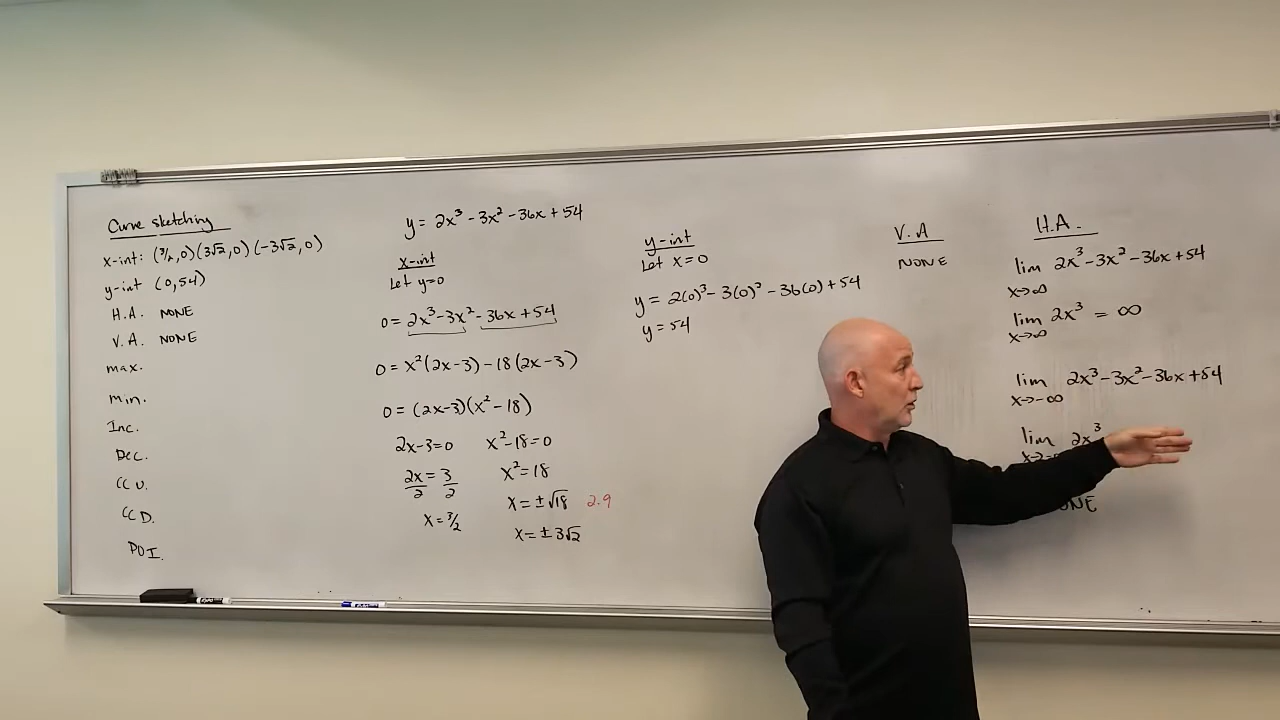 Curve sketching
x-int: (3/2, 0) (3√2, 0) (-3√2, 0)
y-int (0, 54)
H.A. NONE
V.A. NONE
max.
min.
Inc.
Dec.
CCU.
CCD.
POI.
y = 2x³ - 3x² - 36x + 54
x-int
Let y=0
0 = 2x³ - 3x² - 36x + 54
0 = x²(2x-3) - 18(2x-3)
0 = (2x-3)(x² - 18)
2x-3=0 x²-18=0
2x/2 = 3/2 x²=18
x = 3/2 x = ±√18 2.9
x = ±3√2
y-int
Let x=0
y = 2(0)³ - 3(0)² - 36(0) + 54
y = 54
V.A
NONE
H.A.
lim x→∞ 2x³ - 3x² - 36x + 54
lim x→∞ 2x³ = ∞
lim x→-∞ 2x³ - 3x² - 36x + 54
lim 2x³